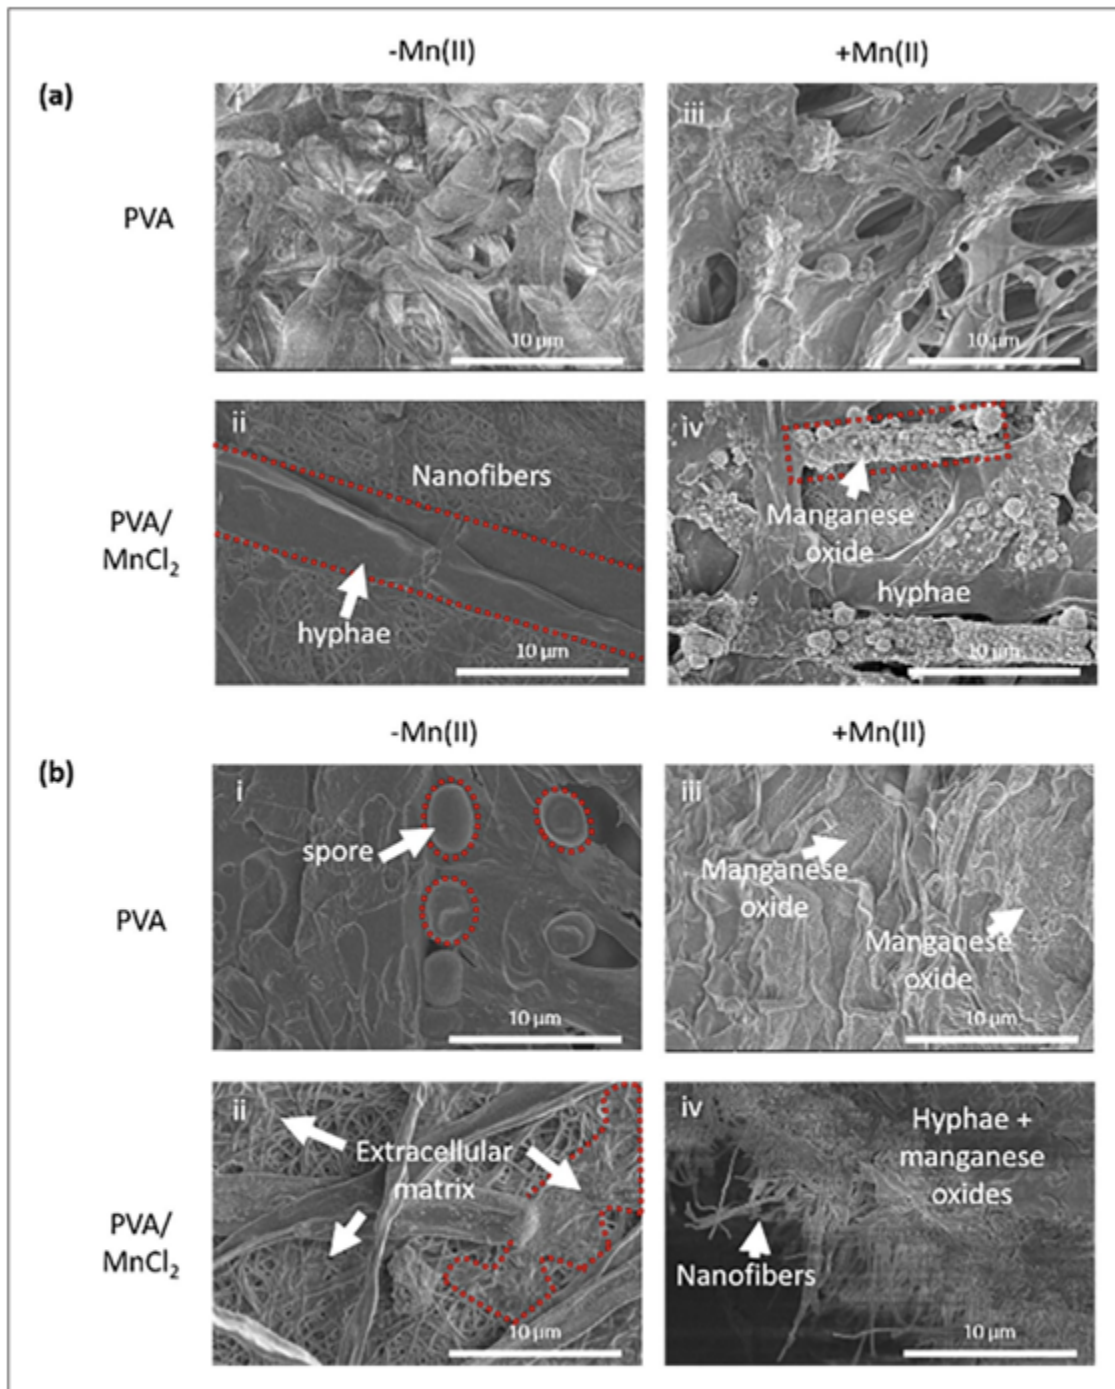 -Mn(II) +Mn(II)
(a)
iii
PVA
10 µm 10 µm
ii iv
Nanofibers
PVA/
MnCl₂
Manganese
oxide
hyphae
hyphae
10 µm 10 µm
-Mn(II) +Mn(II)
(b)
i iii
spore
Manganese
oxide
PVA
Manganese
oxide
10 µm 10 µm
ii iv
Extracellular
matrix
Hyphae +
manganese
oxides
PVA/
MnCl₂
Nanofibers
10 µm 10 µm